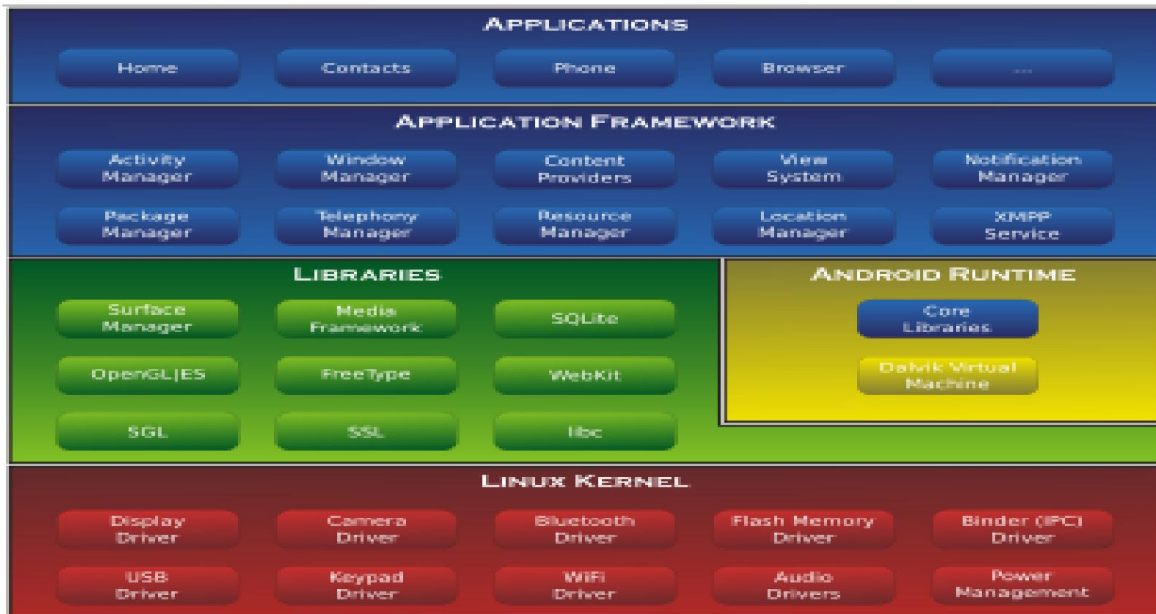 APPLICATIONS
Home
Contacts
Phone
Browser
...
APPLICATION FRAMEWORK
Activity
Manager
Window
Manager
Content
Providers
View
System
Notification
Manager
Package
Manager
Telephony
Manager
Resource
Manager
Location
Manager
XMPP
Service
LIBRARIES
Surface
Manager
Media
Framework
SQLite
OpenGL|ES
FreeType
WebKit
SGL
SSL
libc
ANDROID RUNTIME
Core
Libraries
Dalvik Virtual
Machine
LINUX KERNEL
Display
Driver
Camera
Driver
Bluetooth
Driver
Flash Memory
Driver
Binder (IPC)
Driver
USB
Driver
Keypad
Driver
WiFi
Driver
Audio
Drivers
Power
Management